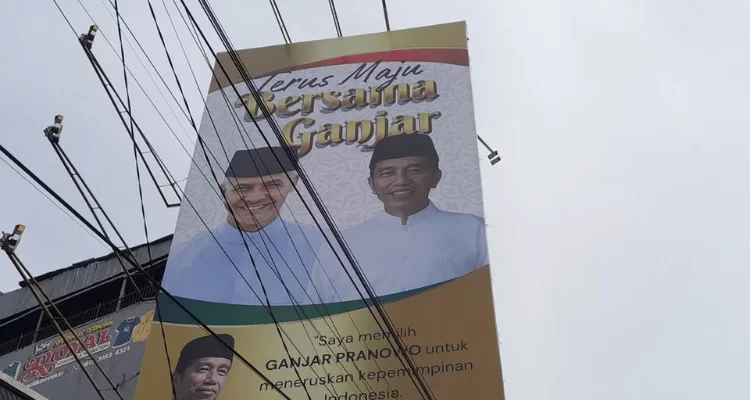 Terus Maju
Bersama
Ganjar
"Saya memilih
GANJAR PRANOWO untuk
meneruskan kepemimpinan
Indonesia.
ROYAL